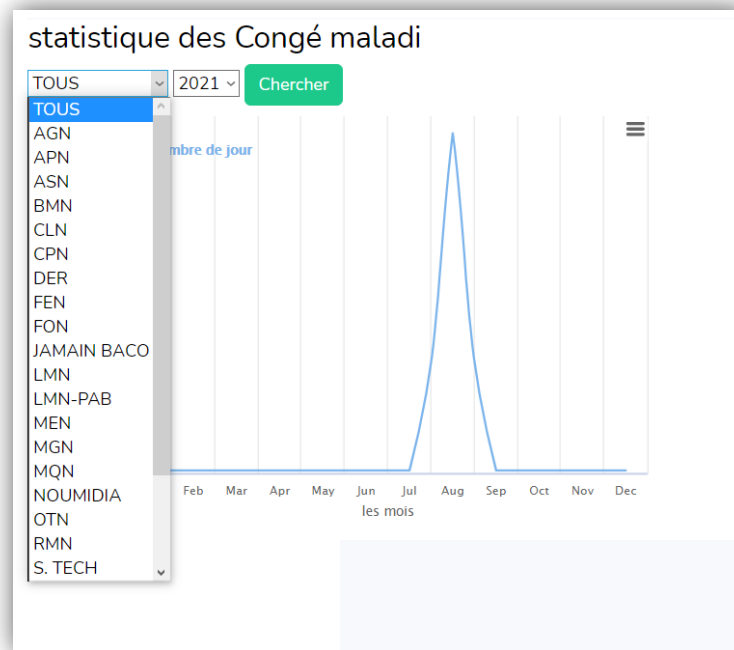 statistique des Congé maladi
TOUS 2021 Chercher
TOUS
AGN
APN
ASN
BMN
CLN
CPN
DER
FEN
FON
JAMAIN BACO
LMN
LMN-PAB
MEN
MGN
MQN
NOUMIDIA
OTN
RMN
S. TECH
mbre de jour
Feb Mar Apr May Jun Jul Aug Sep Oct Nov Dec
les mois